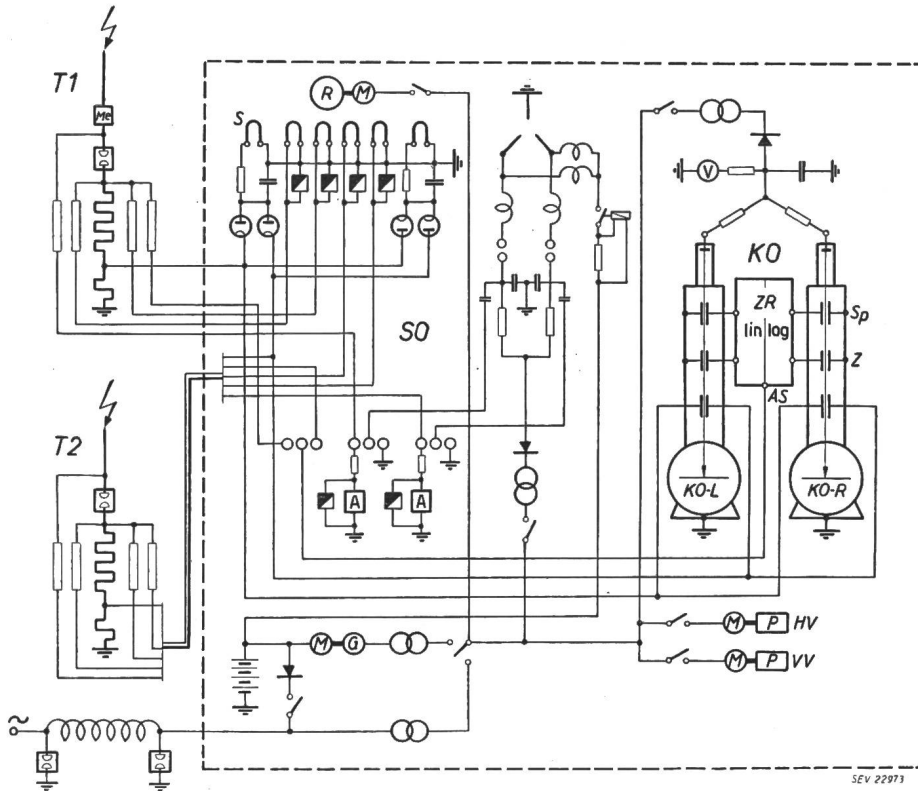 T1
Me
R
M
S
V
KO
ZR
lin log
Sp
Z
AS
SO
T2
A
A
KO-L
KO-R
M
G
M
P
HV
M
P
VV
~
SEV 22973